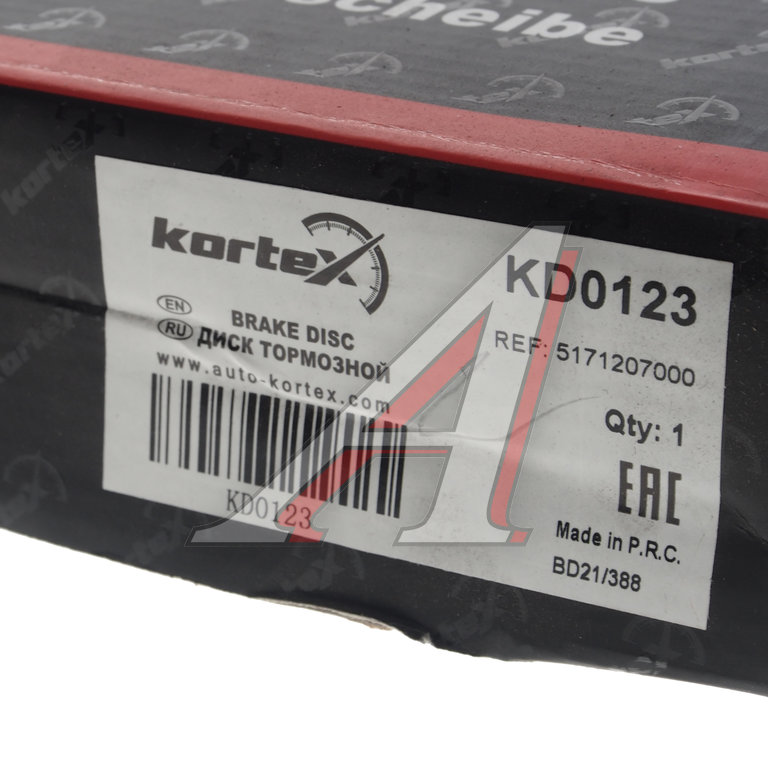 scheibe
kortex
KD0123
EN BRAKE DISC
RU ДИСК ТОРМОЗНОЙ
www.auto-kortex.com
REF: 5171207000
Qty: 1
KD0123
EAC
Made in P.R.C.
BD21/388